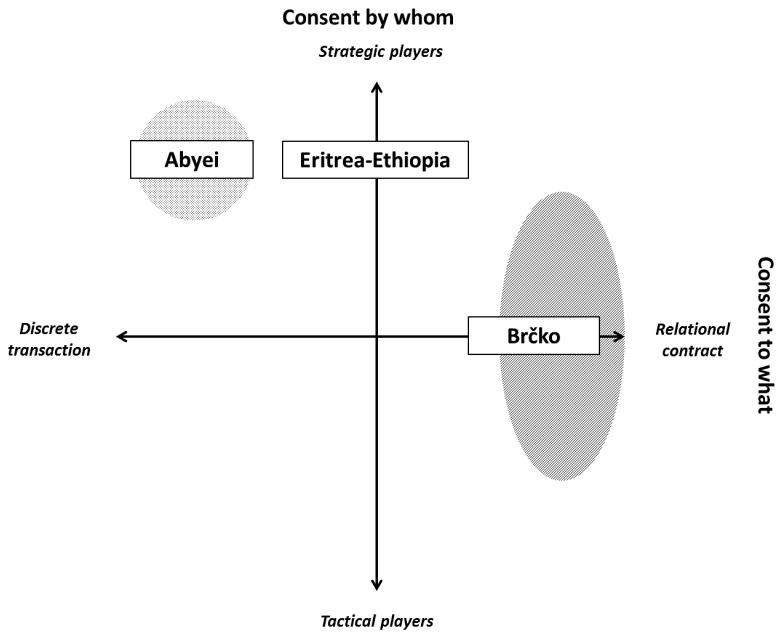 Consent by whom
Strategic players
Abyei
Eritrea-Ethiopia
Brčko
Discrete
transaction
Relational
contract
Consent to what
Tactical players